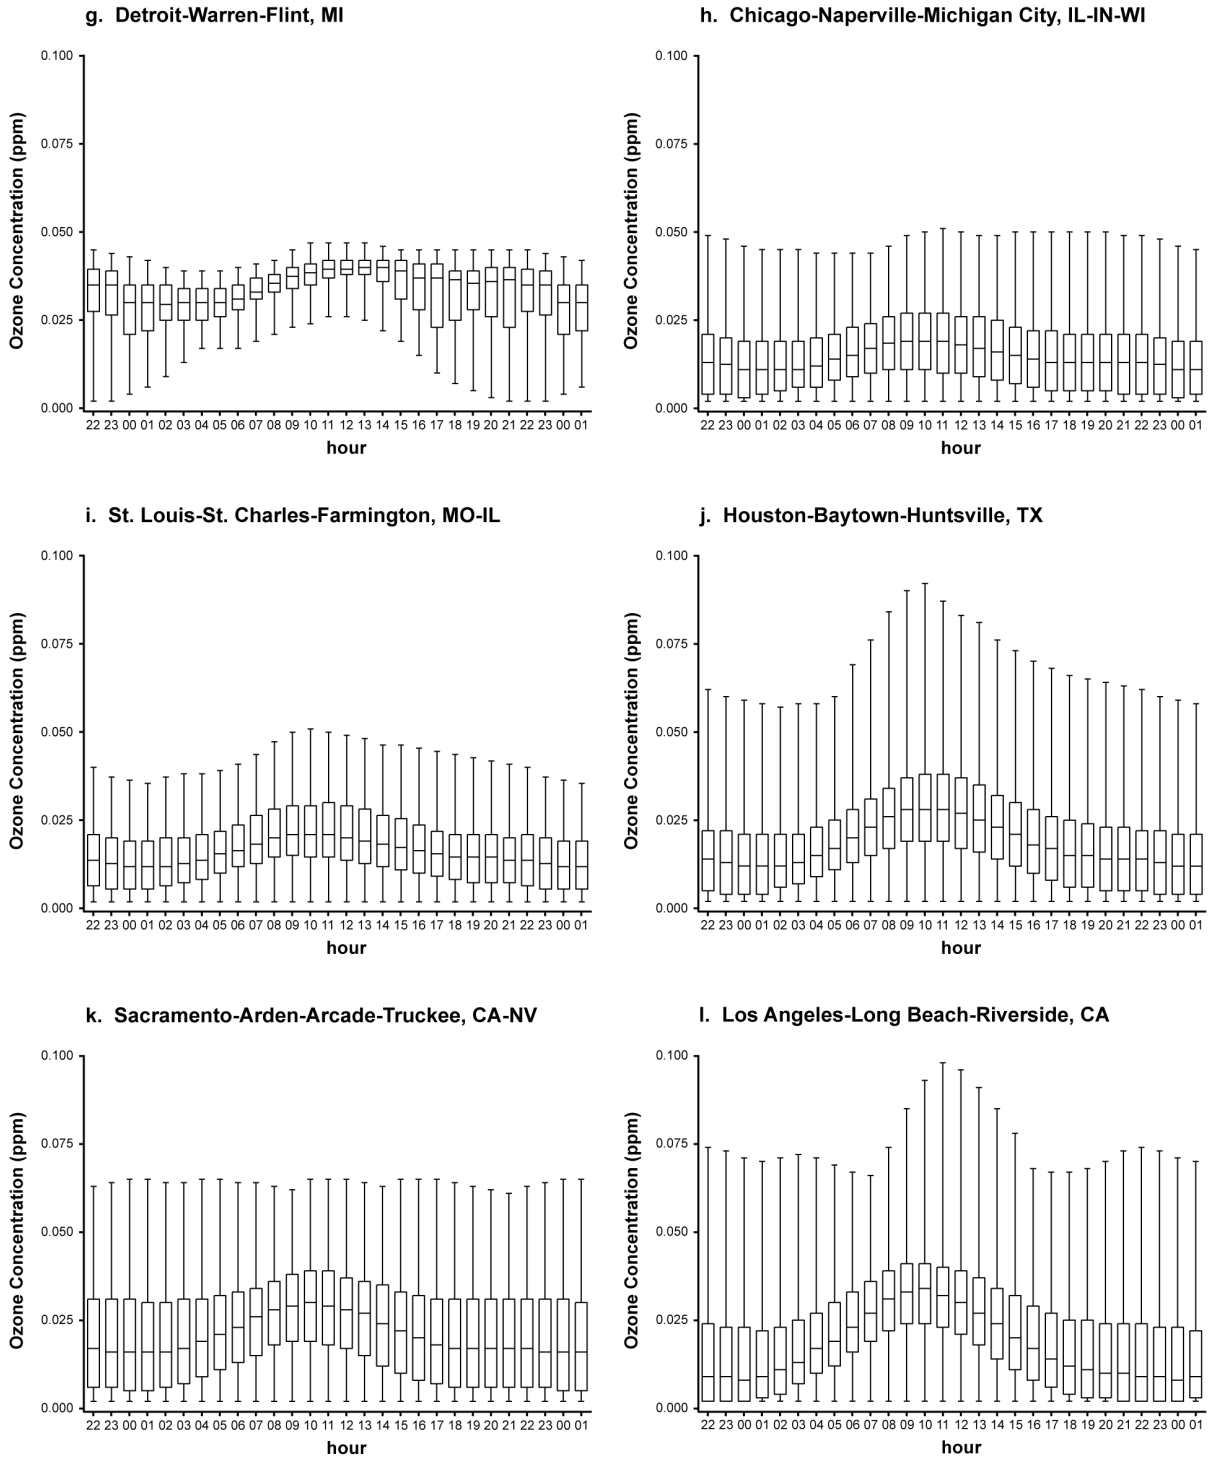 g. Detroit-Warren-Flint, MI
h. Chicago-Naperville-Michigan City, IL-IN-WI
0.100
0.075
0.050
0.025
0.000
Ozone Concentration (ppm)
22 23 00 01 02 03 04 05 06 07 08 09 10 11 12 13 14 15 16 17 18 19 20 21 22 23 00 01
hour
0.100
0.075
0.050
0.025
0.000
Ozone Concentration (ppm)
22 23 00 01 02 03 04 05 06 07 08 09 10 11 12 13 14 15 16 17 18 19 20 21 22 23 00 01
hour
i. St. Louis-St. Charles-Farmington, MO-IL
j. Houston-Baytown-Huntsville, TX
0.100
0.075
0.050
0.025
0.000
Ozone Concentration (ppm)
22 23 00 01 02 03 04 05 06 07 08 09 10 11 12 13 14 15 16 17 18 19 20 21 22 23 00 01
hour
0.100
0.075
0.050
0.025
0.000
Ozone Concentration (ppm)
22 23 00 01 02 03 04 05 06 07 08 09 10 11 12 13 14 15 16 17 18 19 20 21 22 23 00 01
hour
k. Sacramento-Arden-Arcade-Truckee, CA-NV
l. Los Angeles-Long Beach-Riverside, CA
0.100
0.075
0.050
0.025
0.000
Ozone Concentration (ppm)
22 23 00 01 02 03 04 05 06 07 08 09 10 11 12 13 14 15 16 17 18 19 20 21 22 23 00 01
hour
0.100
0.075
0.050
0.025
0.000
Ozone Concentration (ppm)
22 23 00 01 02 03 04 05 06 07 08 09 10 11 12 13 14 15 16 17 18 19 20 21 22 23 00 01
hour